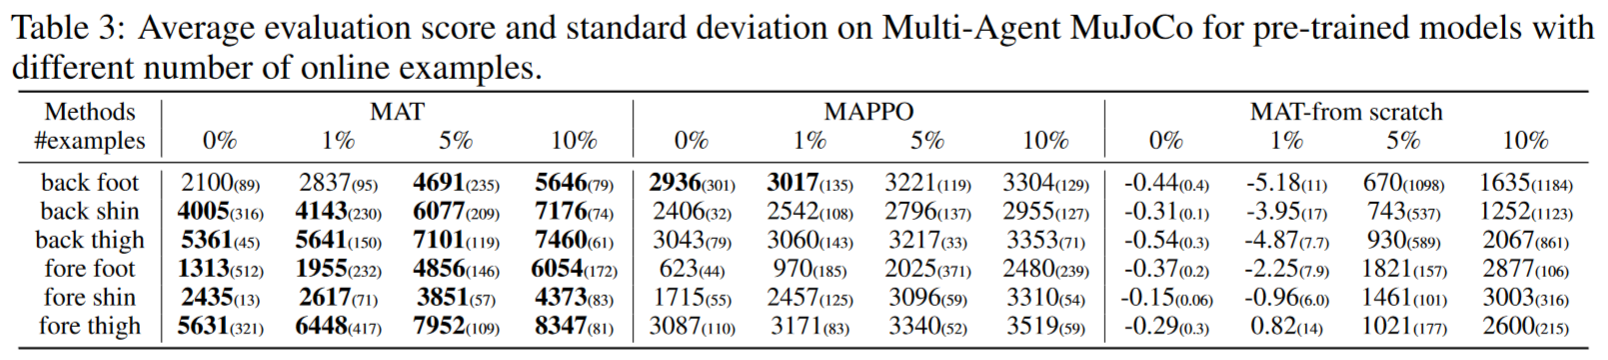 Table 3: Average evaluation score and standard deviation on Multi-Agent MuJoCo for pre-trained models with
different number of online examples.
Methods MAT MAPPO MAT-from scratch
#examples 0% 1% 5% 10% 0% 1% 5% 10% 0% 1% 5% 10%
back foot 2100(89) 2837(95) 4691(235) 5646(79) 2936(301) 3017(135) 3221(119) 3304(129) -0.44(0.4) -5.18(11) 670(1098) 1635(1184)
back shin 4005(316) 4143(230) 6077(209) 7176(74) 2406(32) 2542(108) 2796(137) 2955(127) -0.31(0.1) -3.95(17) 743(537) 1252(1123)
back thigh 5361(45) 5641(150) 7101(119) 7460(61) 3043(79) 3060(143) 3217(33) 3353(71) -0.54(0.3) -4.87(7.7) 930(589) 2067(861)
fore foot 1313(512) 1955(232) 4856(146) 6054(172) 623(44) 970(185) 2025(371) 2480(239) -0.37(0.2) -2.25(7.9) 1821(157) 2877(106)
fore shin 2435(13) 2617(71) 3851(57) 4373(83) 1715(55) 2457(125) 3096(59) 3310(54) -0.15(0.06) -0.96(6.0) 1461(101) 3003(316)
fore thigh 5631(321) 6448(417) 7952(109) 8347(81) 3087(110) 3171(83) 3340(52) 3519(59) -0.29(0.3) 0.82(14) 1021(177) 2600(215)